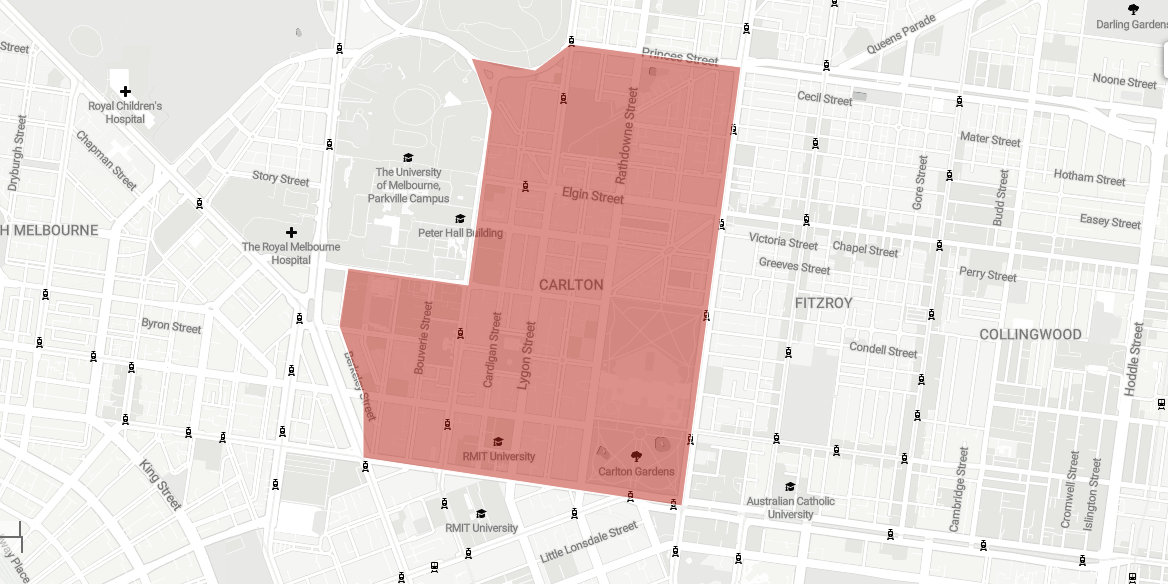 Darling Gardens
Street
Princes Street
Queens Parade
Noone Street
Royal Children's
Hospital
Cecil Street
Dryburgh Street
Chapman Street
Rathdowne Street
Mater Street
Story Street
The University
of Melbourne,
Parkville Campus
Elgin Street
Gore Street
Budd Street
Hotham Street
H MELBOURNE
Peter Hall Building
Easey Street
The Royal Melbourne
Hospital
Victoria Street
Chapel Street
Greeves Street
Perry Street
CARLTON
FITZROY
Byron Street
Bouverie Street
Cardigan Street
Lygon Street
COLLINGWOOD
Berkeley Street
Condell Street
Hoddle Street
RMIT University
Carlton Gardens
King Street
Australian Catholic
University
Cambridge Street
Cromwell Street
Islington Street
RMIT University
Little Lonsdale Street
way Place